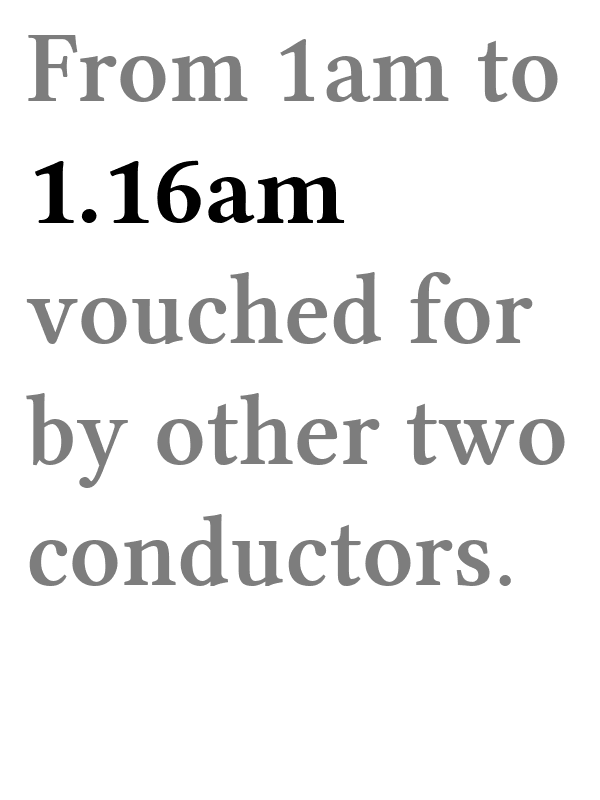 From 1am to
1.16am
vouched for
by other two
conductors.